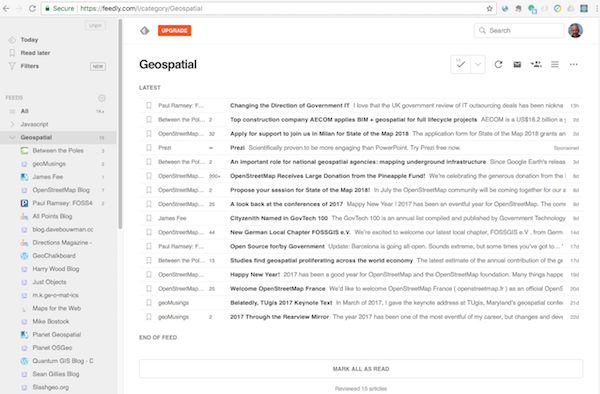 Secure https://feedly.com/i/category/Geospatial
Today
Read later
Filters
NEW
FEEDS
All
1K+
Javascript
Geospatial
Between the Poles
geoMusings
James Fee
OpenStreetMap Blog
Paul Ramsey: FOSS4G
All Points Blog
blog.davebouwman.cc
Directions Magazine -
GeoChalkboard
Harry Wood Blog
Just Objects
m.k.ge-o-mat-ics
Maps for the Web
Mike Bostock
Planet Geospatial
Planet OSGeo
Quantum GIS Blog - D
Sean Gillies Blog
Slashgeo.org
UPGRADE
Search
Geospatial
LATEST
Paul Ramsey: F... Changing the Direction of Government IT I love that the UK government review of IT outsourcing deals has been nickna 13h
Between the Po... 2 Top construction company AECOM applies BIM + geospatial for full lifecycle projects AECOM is a US$18.2 billion a 2d
OpenStreetMap... 32 Apply for support to join us in Milan for State of the Map 2018 The application form for State of the Map 2018 grants an 2d
Prezi ∞ Prezi Scientifically proven to be more engaging than PowerPoint. Try Prezi now. Sponsored
Between the Po... 2 An important role for national geospatial agencies: mapping underground infrastructure Since Google Earth's release 3d
OpenStreetMap... 200+ OpenStreetMap Receives Large Donation from the Pineapple Fund! We're celebrating the generous donation from the 8d
OpenStreetMap... 2 Propose your session for State of the Map 2018! In July the OpenStreetMap community will be coming together for our a
OpenStreetMap... 25 A look back at the conferences of 2017 Happy New Year! 2017 has been an eventful year for OpenStreetMap. The comm
James Fee Cityzenith Named in GovTech 100 The GovTech 100 is an annual list compiled and published by Government Technology
OpenStreetMap... 44 New German Local Chapter FOSSGIS e.V. We're excited to welcome our latest local chapter, FOSSGIS e.V . from Germ
Paul Ramsey: F... Open Source for/by Government Update: Barcelona is going all-open. Sounds extreme, but some times you've got to...
Between the Po... 13 Studies find geospatial proliferating across the world economy The latest estimate of the annual contribution of the ge
OpenStreetMap... Happy New Year! 2017 has been a good year for OpenStreetMap and the OpenStreetMap foundation. Many things happe
OpenStreetMap... 25 Welcome OpenStreetMap France We'd like to welcome OpenStreetMap France ( openstreetmap.fr ) as an official OpenS
geoMusings Belatedly, TUgis 2017 Keynote Text In March of 2017, I gave the keynote address at TUgis, Maryland's geospatial confe
geoMusings 2 2017 Through the Rearview Mirror The year 2017 has been one of the most eventful of my career, but changes and deve
END OF FEED
MARK ALL AS READ
Reviewed 15 articles